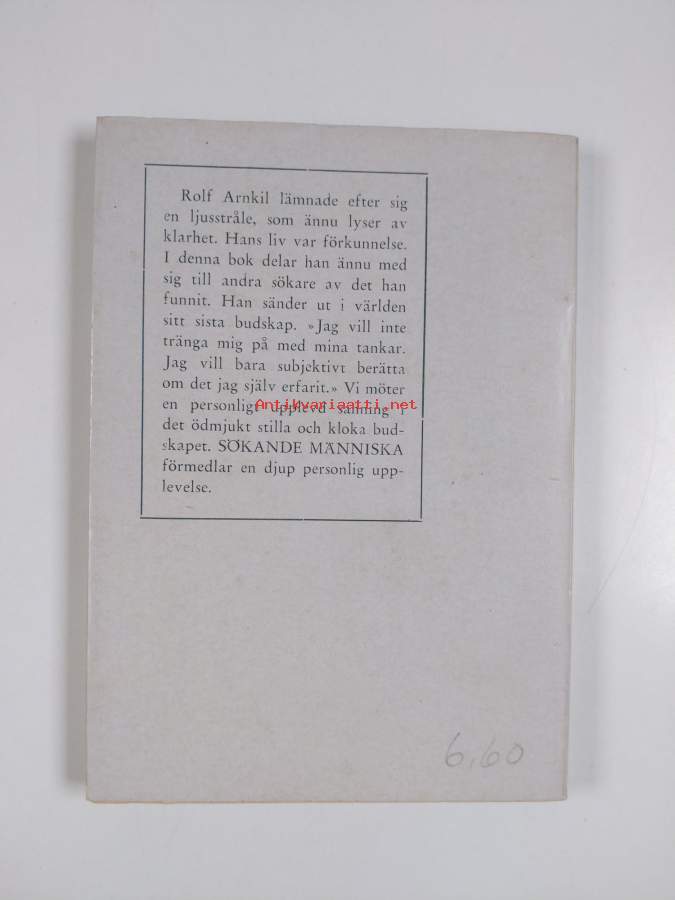 Rolf Arnkil lämnade efter sig
en ljusstråle, som ännu lyser av
klarhet. Hans liv var förkunnelse.
I denna bok delar han ännu med
sig till andra sökare av det han
funnit. Han sänder ut i världen
sitt sista budskap. »Jag vill inte
tränga mig på med mina tankar.
Jag vill bara subjektivt berätta
om det jag själv erfarit.» Vi möter
en personligt upplevd sanning i
Antikvariaatti.net
det ödmjukt stilla och kloka bud-
skapet. SÖKANDE MÄNNISKA
förmedlar en djup personlig upp-
levelse.
6,60